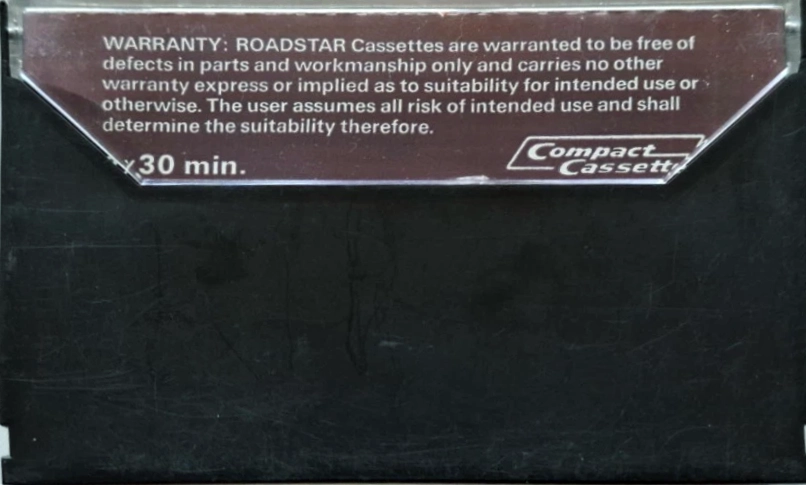 WARRANTY: ROADSTAR Cassettes are warranted to be free of
defects in parts and workmanship only and carries no other
warranty express or implied as to suitability for intended use or
otherwise. The user assumes all risk of intended use and shall
determine the suitability therefore.
x30 min.
Compact
Cassette